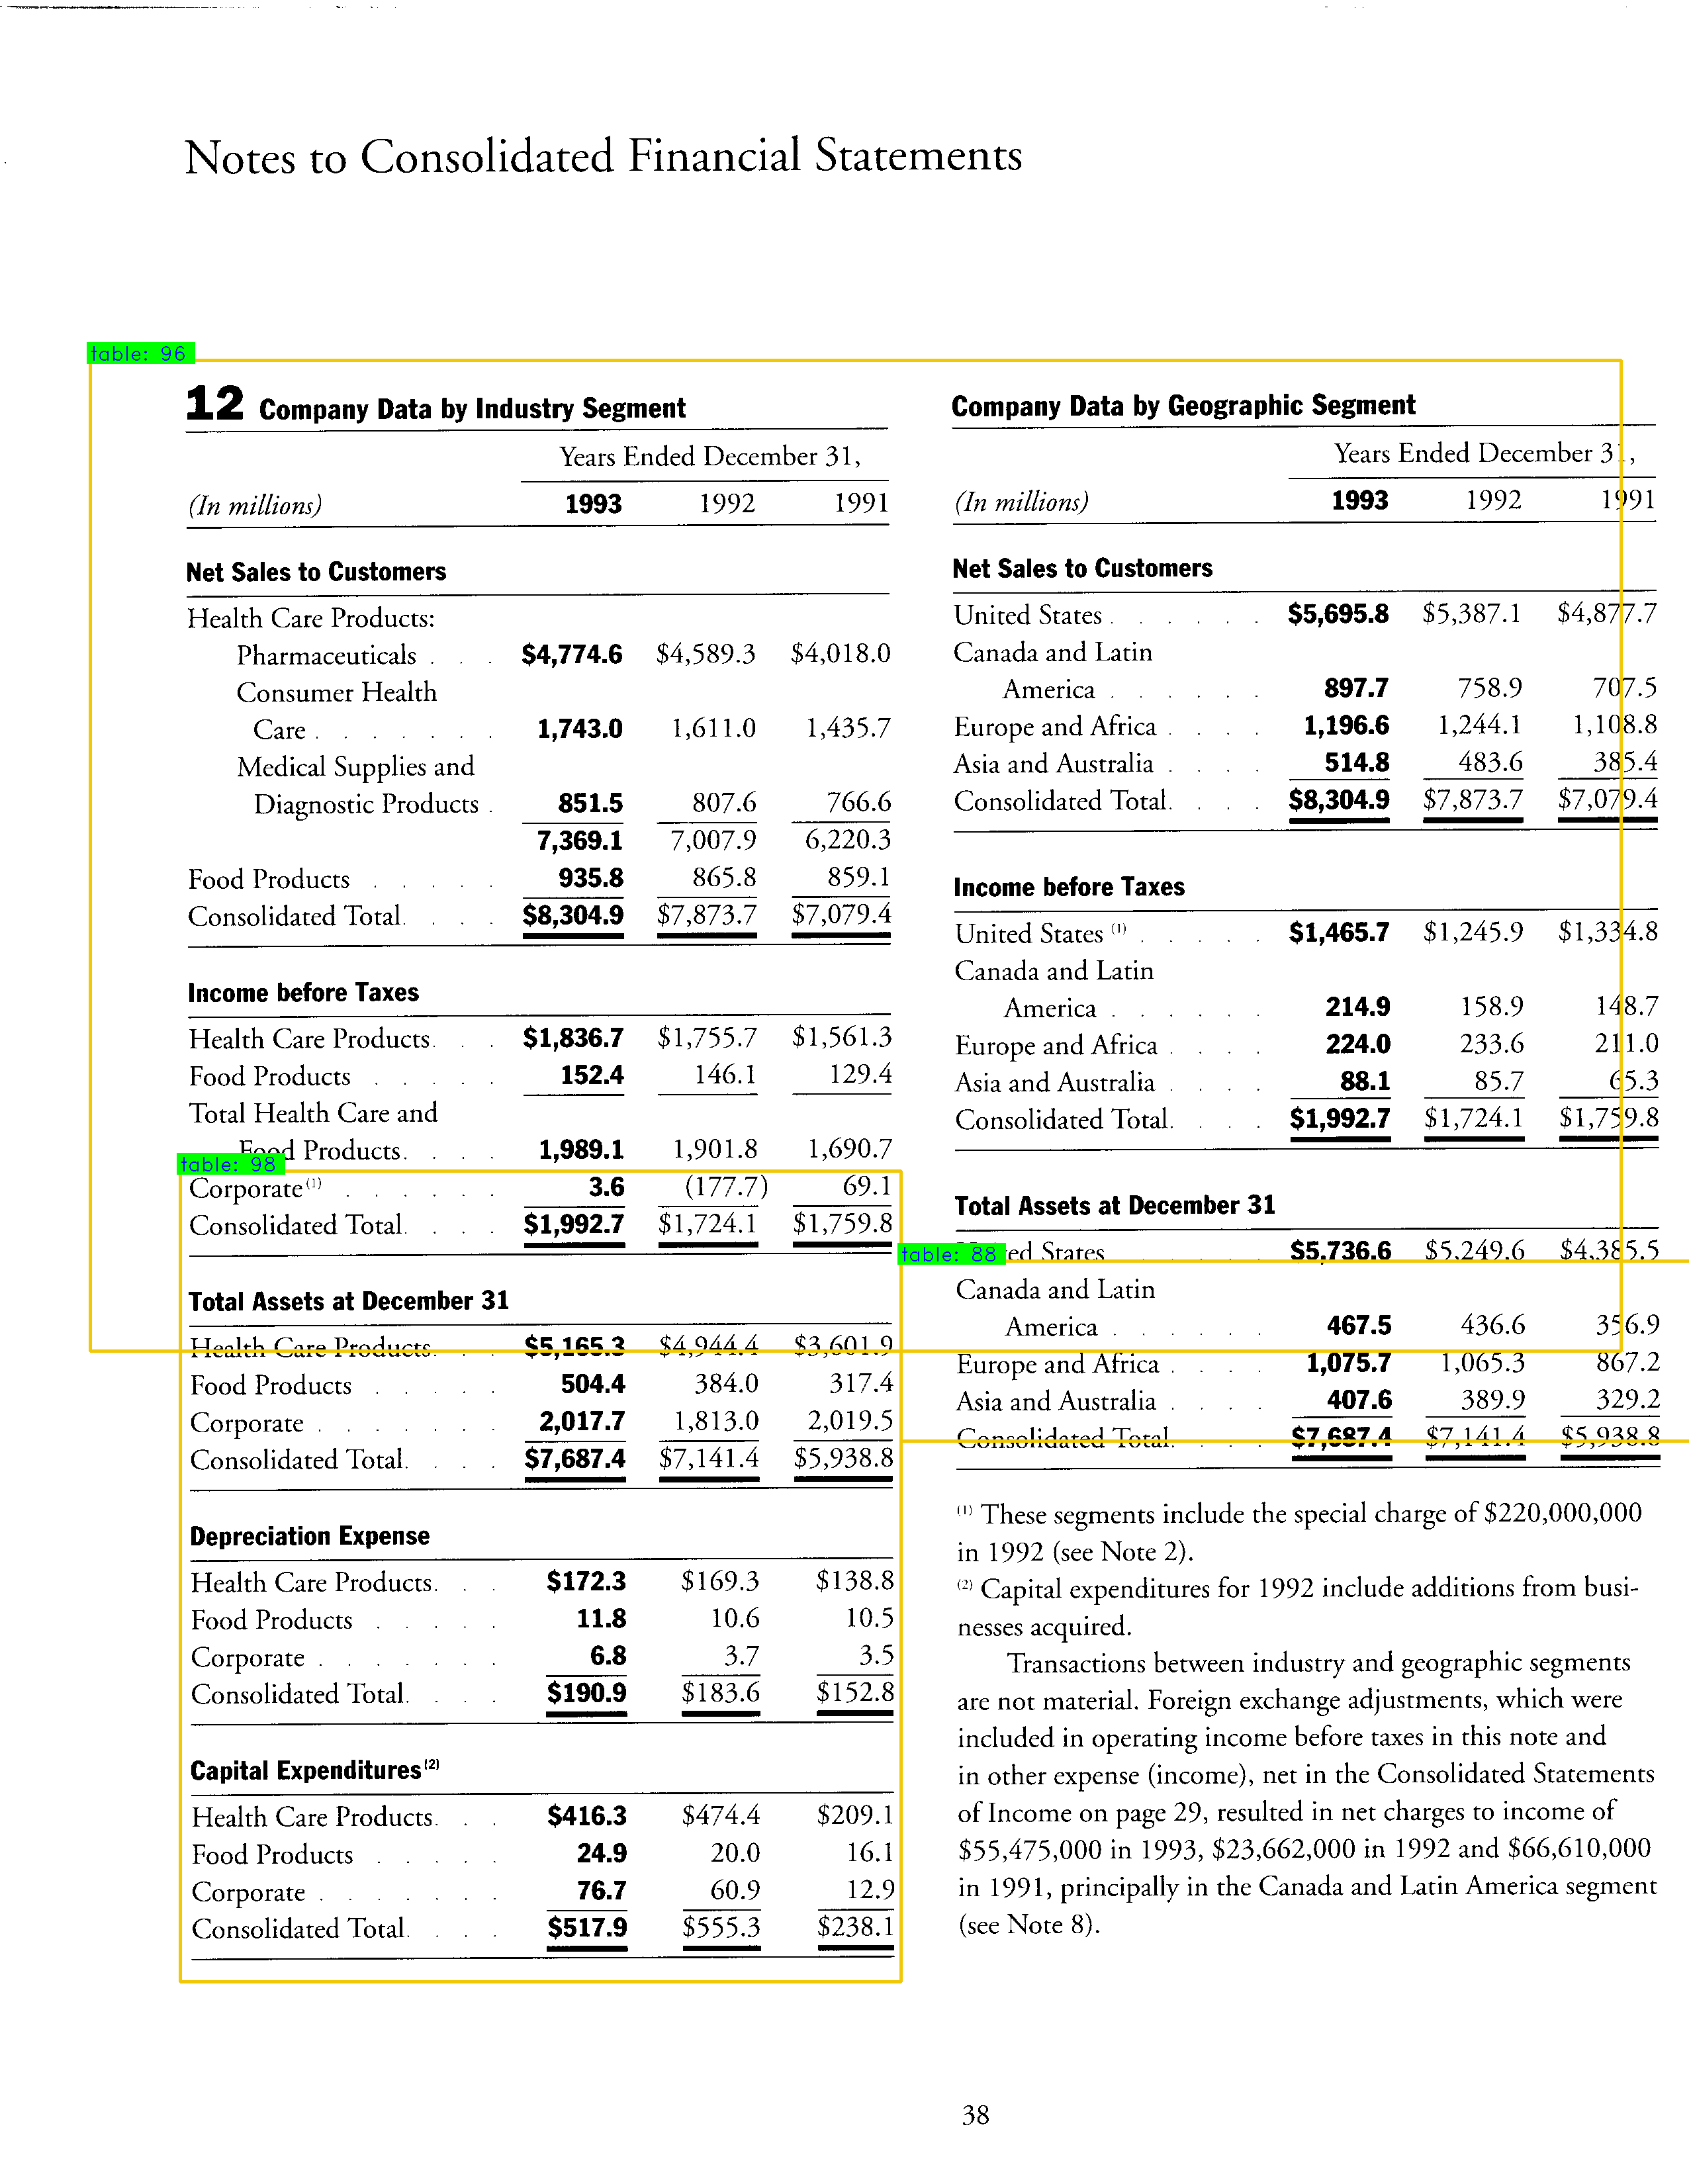 Notes to Consolidated Financial Statements
table: 96
12 Company Data by Industry Segment
Years Ended December 31,
(In millions) 1993 1992 1991
Net Sales to Customers
Health Care Products:
Pharmaceuticals . . . $4,774.6 $4,589.3 $4,018.0
Consumer Health
Care . . . . . . . 1,743.0 1,611.0 1,435.7
Medical Supplies and
Diagnostic Products . 851.5 807.6 766.6
7,369.1 7,007.9 6,220.3
Food Products . . . . . 935.8 865.8 859.1
Consolidated Total. . . . $8,304.9 $7,873.7 $7,079.4
Income before Taxes
Health Care Products. . . $1,836.7 $1,755.7 $1,561.3
Food Products . . . . . 152.4 146.1 129.4
Total Health Care and
Food Products. . . . 1,989.1 1,901.8 1,690.7
table: 98
Corporate(1) . . . . . . 3.6 (177.7) 69.1
Consolidated Total. . . . $1,992.7 $1,724.1 $1,759.8
Total Assets at December 31
Health Care Products. . . $5,165.3 $4,944.4 $3,601.9
Food Products . . . . . 504.4 384.0 317.4
Corporate . . . . . . . 2,017.7 1,813.0 2,019.5
Consolidated Total. . . . $7,687.4 $7,141.4 $5,938.8
Depreciation Expense
Health Care Products. . . $172.3 $169.3 $138.8
Food Products . . . . . 11.8 10.6 10.5
Corporate . . . . . . . 6.8 3.7 3.5
Consolidated Total. . . . $190.9 $183.6 $152.8
Capital Expenditures(2)
Health Care Products. . . $416.3 $474.4 $209.1
Food Products . . . . . 24.9 20.0 16.1
Corporate . . . . . . . 76.7 60.9 12.9
Consolidated Total. . . . $517.9 $555.3 $238.1
Company Data by Geographic Segment
Years Ended December 31,
(In millions) 1993 1992 1991
Net Sales to Customers
United States . . . . . . $5,695.8 $5,387.1 $4,877.7
Canada and Latin
America . . . . . . 897.7 758.9 707.5
Europe and Africa . . . . 1,196.6 1,244.1 1,108.8
Asia and Australia . . . . 514.8 483.6 385.4
Consolidated Total. . . . $8,304.9 $7,873.7 $7,079.4
Income before Taxes
United States (1) . . . . . $1,465.7 $1,245.9 $1,334.8
Canada and Latin
America . . . . . . 214.9 158.9 148.7
Europe and Africa . . . . 224.0 233.6 211.0
Asia and Australia . . . . 88.1 85.7 65.3
Consolidated Total. . . . $1,992.7 $1,724.1 $1,759.8
Total Assets at December 31
table: 88
ed States . . . . . . $5,736.6 $5,249.6 $4,385.5
Canada and Latin
America . . . . . . 467.5 436.6 356.9
Europe and Africa . . . . 1,075.7 1,065.3 867.2
Asia and Australia . . . . 407.6 389.9 329.2
Consolidated Total. . . . $7,687.4 $7,141.4 $5,938.8
(1) These segments include the special charge of $220,000,000
in 1992 (see Note 2).
(2) Capital expenditures for 1992 include additions from busi-
nesses acquired.
Transactions between industry and geographic segments
are not material. Foreign exchange adjustments, which were
included in operating income before taxes in this note and
in other expense (income), net in the Consolidated Statements
of Income on page 29, resulted in net charges to income of
$55,475,000 in 1993, $23,662,000 in 1992 and $66,610,000
in 1991, principally in the Canada and Latin America segment
(see Note 8).
38